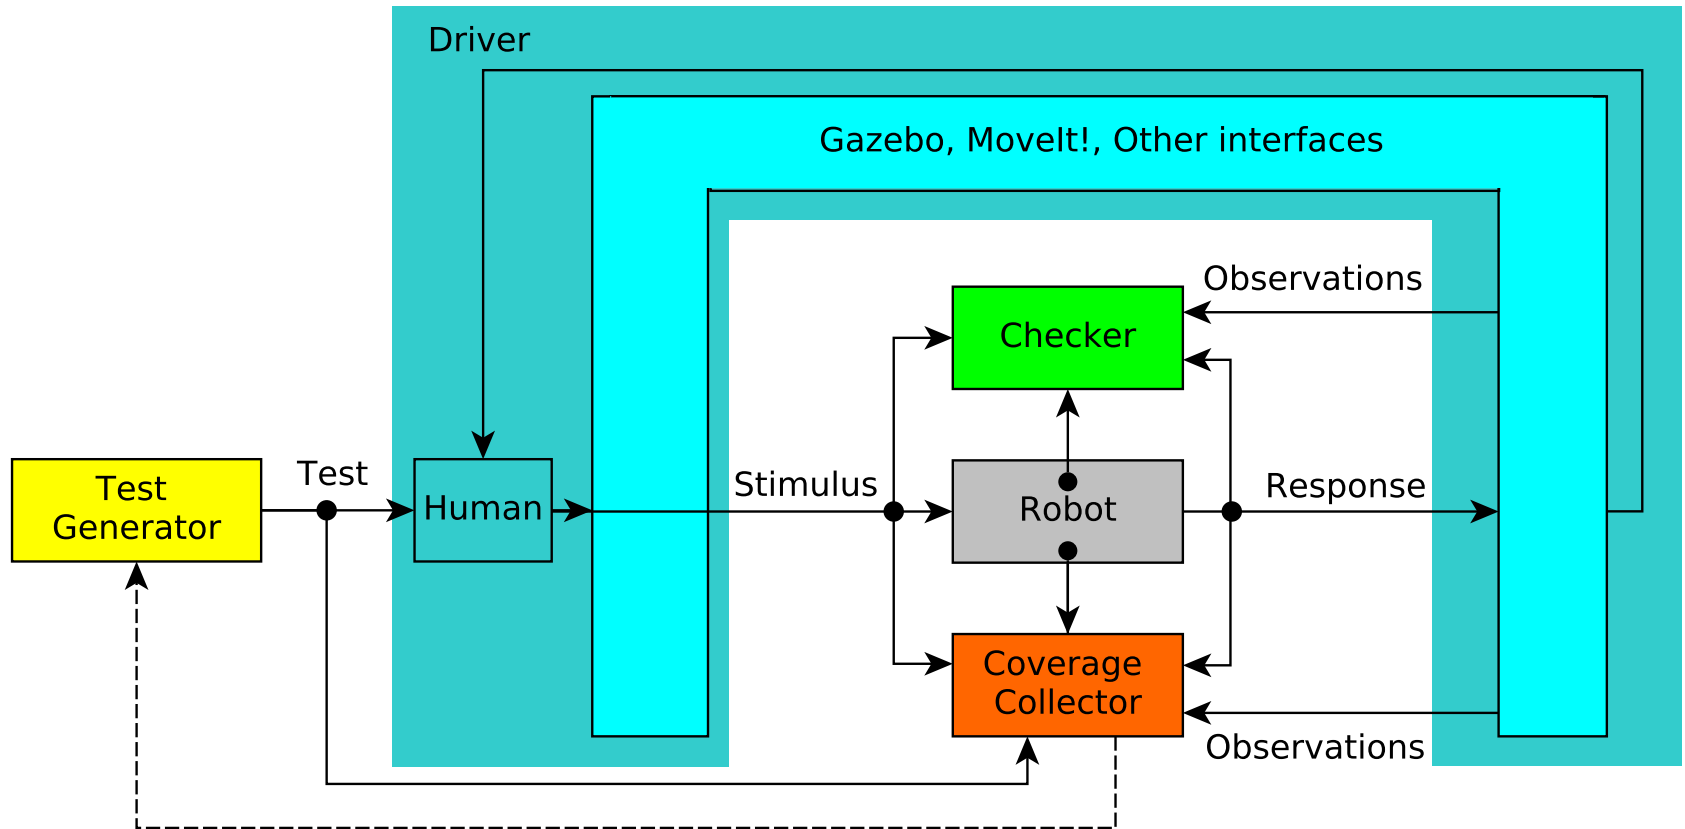 Driver
Gazebo, MoveIt!, Other interfaces
Observations
Checker
Test
Test
Generator
Human
Stimulus
Robot
Response
Coverage
Collector
Observations